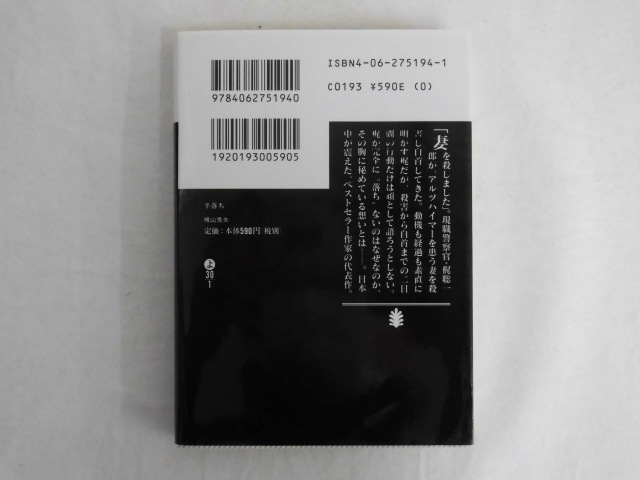 ISBN4-06-275194-1
C0193 ¥590E (0)
9784062751940
1920193005905
半落ち
横山秀夫
定価：本体590円(税別)
よ
30
1
「妻を殺しました」。現職警察官・梶聡一
郎が、アルツハイマーを患う妻を殺
害し自首してきた。動機も経過も素直に
明かす梶だが、殺害から自首までの二日
間の行動だけは頑として語ろうとしない。
梶が完全に"落ち"ないのはなぜなのか、
その胸に秘めている想いとは──。日本
中が震えた、ベストセラー作家の代表作。